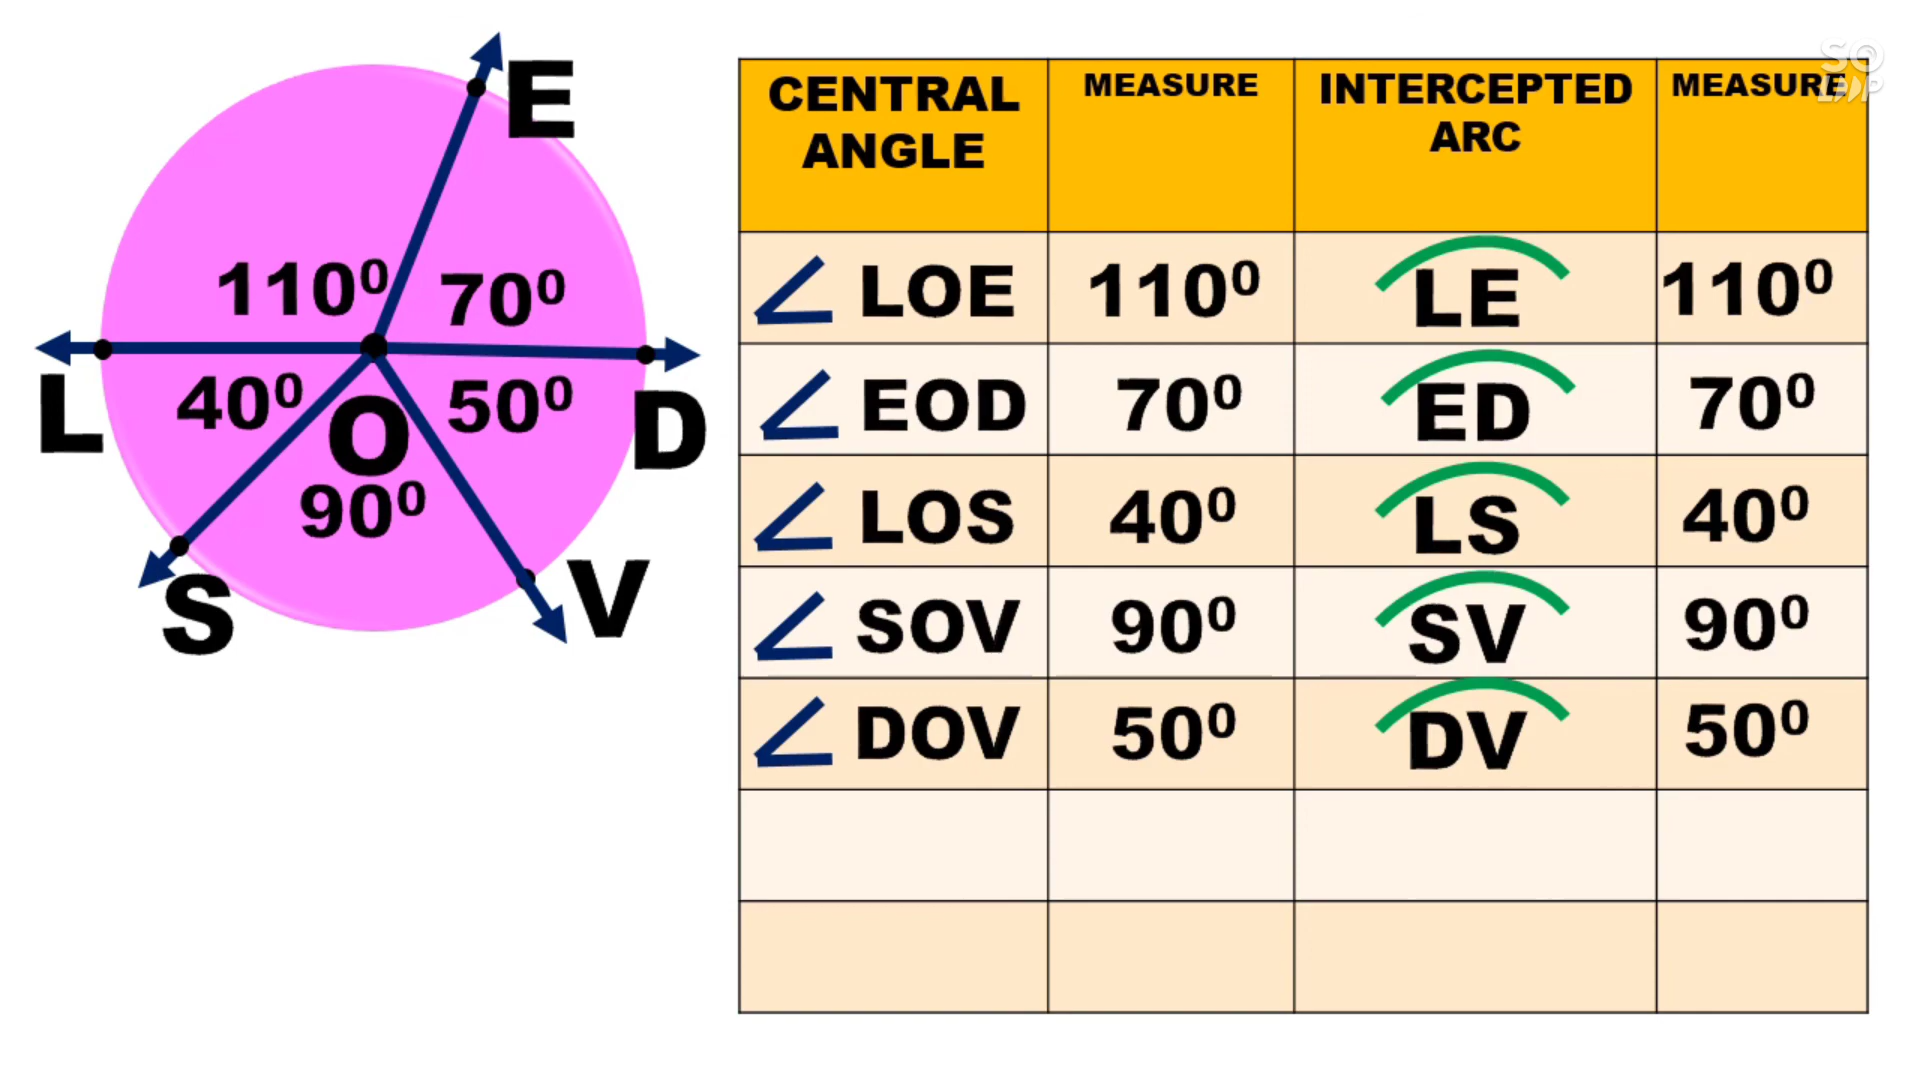 E
110⁰
70⁰
L
40⁰
O
50⁰
D
90⁰
S
V
CENTRAL ANGLE
MEASURE
INTERCEPTED ARC
MEASURE
∠ LOE 110⁰ LE 110⁰
∠ EOD 70⁰ ED 70⁰
∠ LOS 40⁰ LS 40⁰
∠ SOV 90⁰ SV 90⁰
∠ DOV 50⁰ DV 50⁰